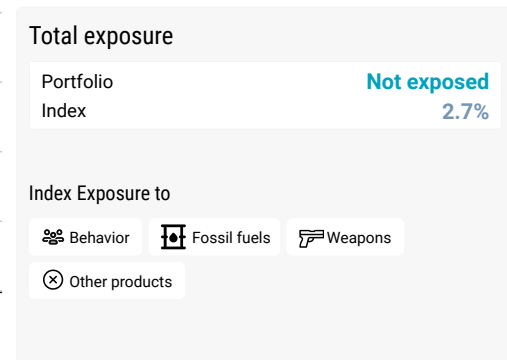 Total exposure
Portfolio Not exposed
Index 2.7%
Index Exposure to
Behavior Fossil fuels Weapons
Other products